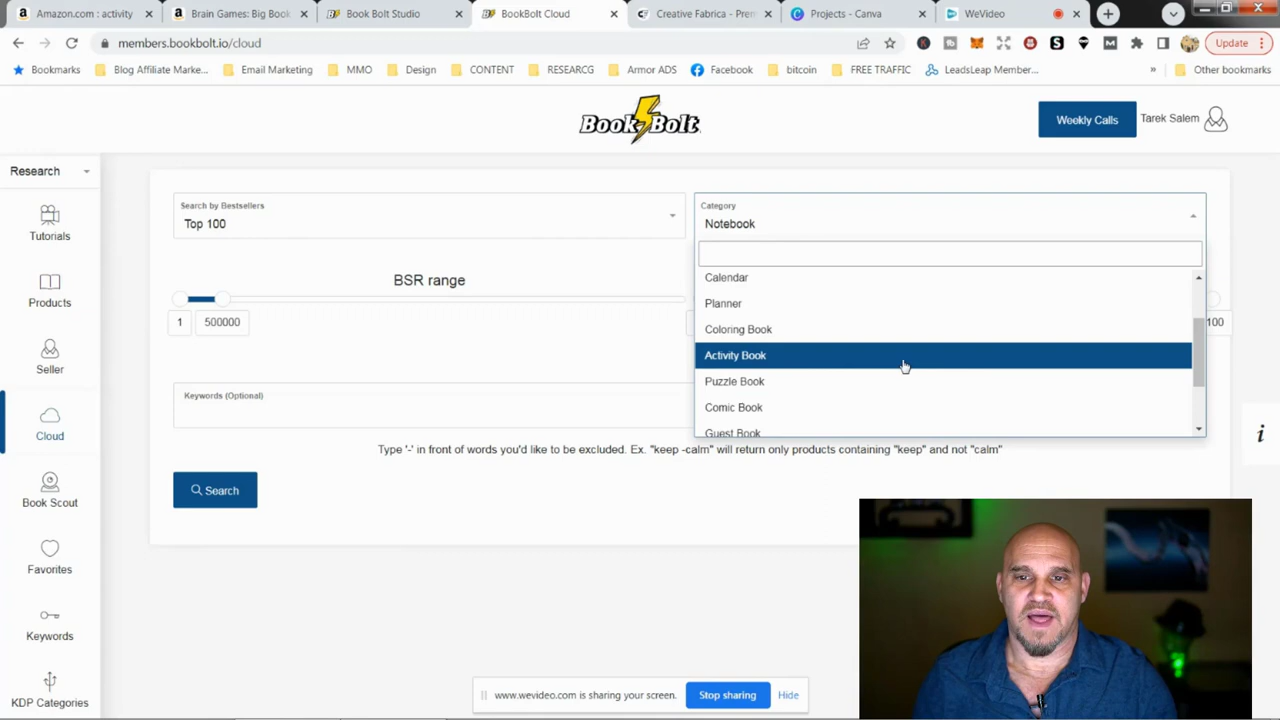 Amazon.com : activity
Brain Games: Big Book
Book Bolt Studio
BookBolt Cloud
Creative Fabrica - Prem
Projects - Canva
WeVideo
members.bookbolt.io/cloud
Update
Bookmarks
Blog Affiliate Marke...
Email Marketing
MMO
Design
CONTENT
RESEARCG
Armor ADS
Facebook
bitcoin
FREE TRAFFIC
LeadsLeap Member...
»
Other bookmarks
Book Bolt
Weekly Calls
Tarek Salem
Research
Tutorials
Products
Seller
Cloud
Book Scout
Favorites
Keywords
KDP Categories
Search by Bestsellers
Top 100
Category
Notebook
Calendar
Planner
Coloring Book
Activity Book
Puzzle Book
Comic Book
Guest Book
BSR range
1
500000
100
Keywords (Optional)
Type '-' in front of words you'd like to be excluded. Ex. "keep -calm" will return only products containing "keep" and not "calm"
Search
i
www.wevideo.com is sharing your screen.
Stop sharing
Hide